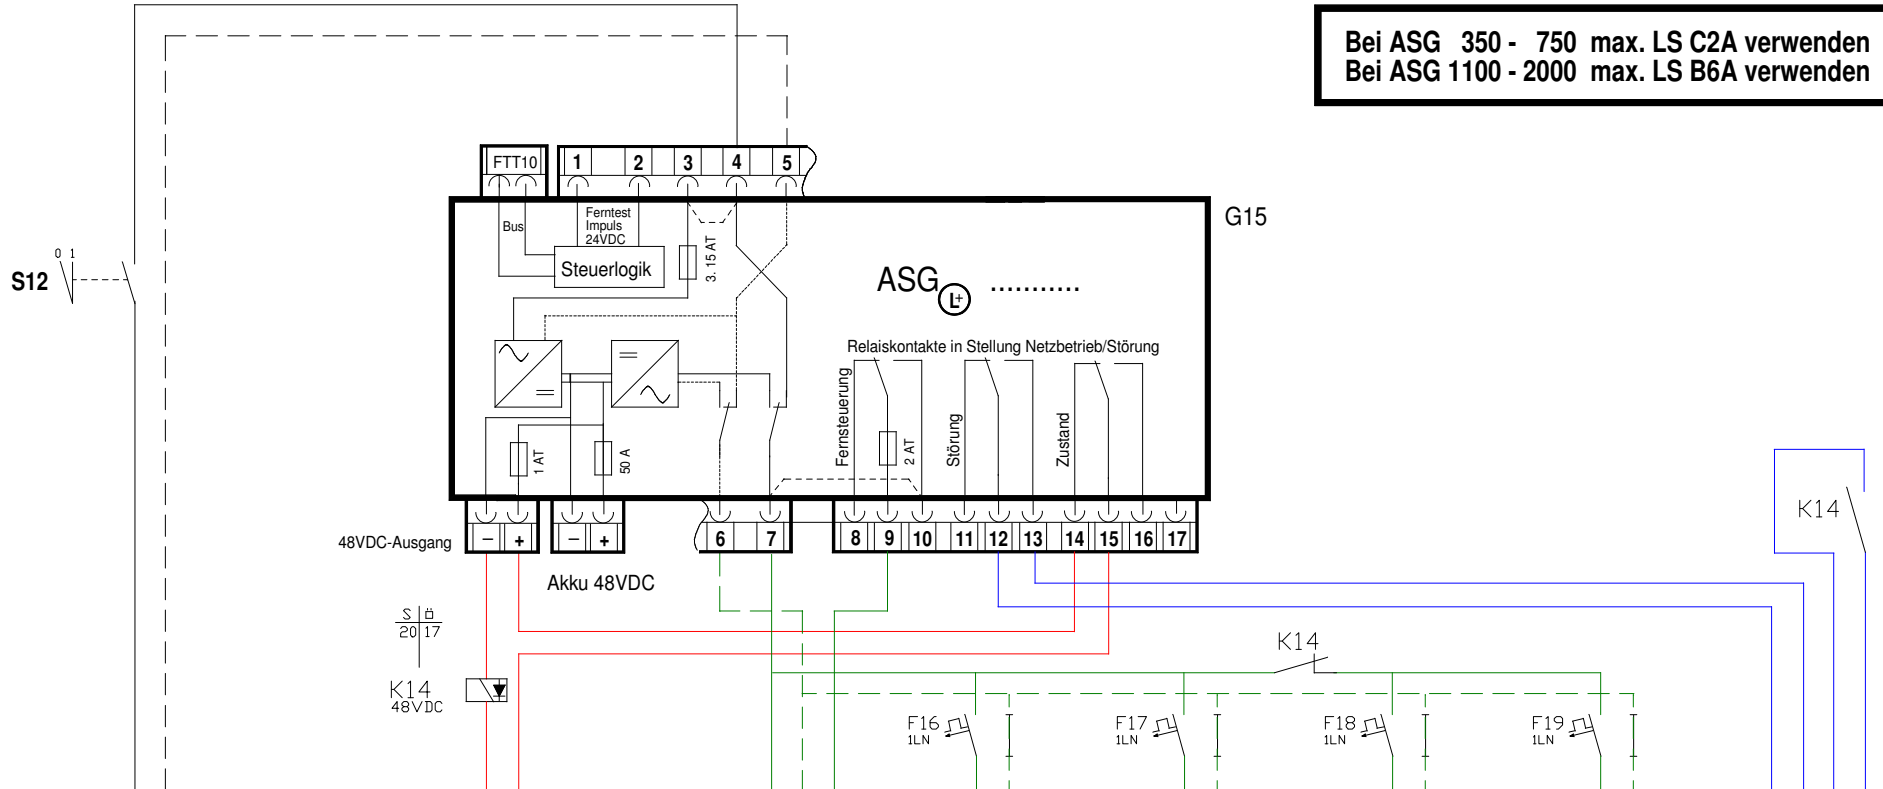 Bei ASG 350 - 750 max. LS C2A verwenden
Bei ASG 1100 - 2000 max. LS B6A verwenden
FTT10 1 2 3 4 5
G15
Bus
Ferntest
Impuls
24VDC
Steuerlogik
3.15 AT
ASG L+ ...........
0 1
S12
Relaiskontakte in Stellung Netzbetrieb/Störung
Fernsteuerung
Störung
Zustand
1 AT
50 A
2 AT
K14
48VDC-Ausgang
– + – + 6 7 8 9 10 11 12 13 14 15 16 17
Akku 48VDC
S Ö
20 17
K14
48VDC
K14
F16
1LN
F17
1LN
F18
1LN
F19
1LN